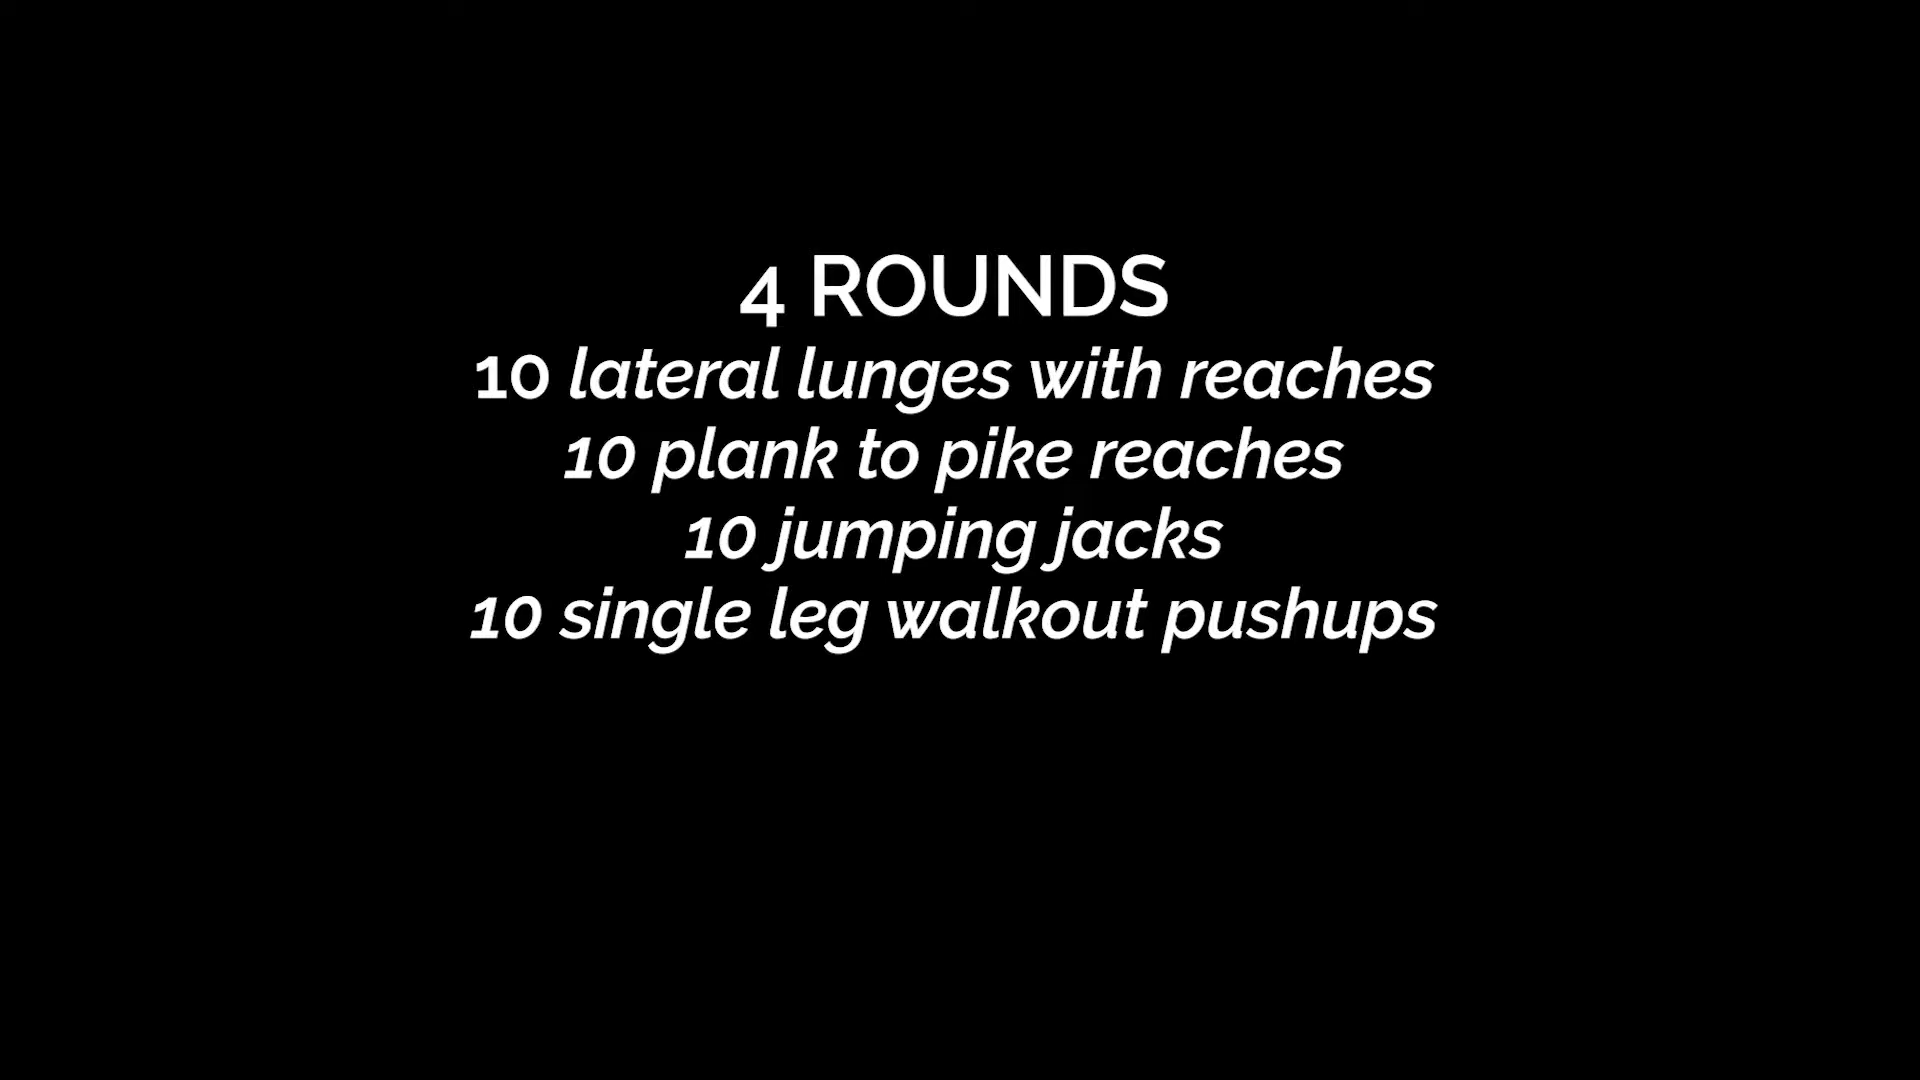 4 ROUNDS
10 lateral lunges with reaches
10 plank to pike reaches
10 jumping jacks
10 single leg walkout pushups